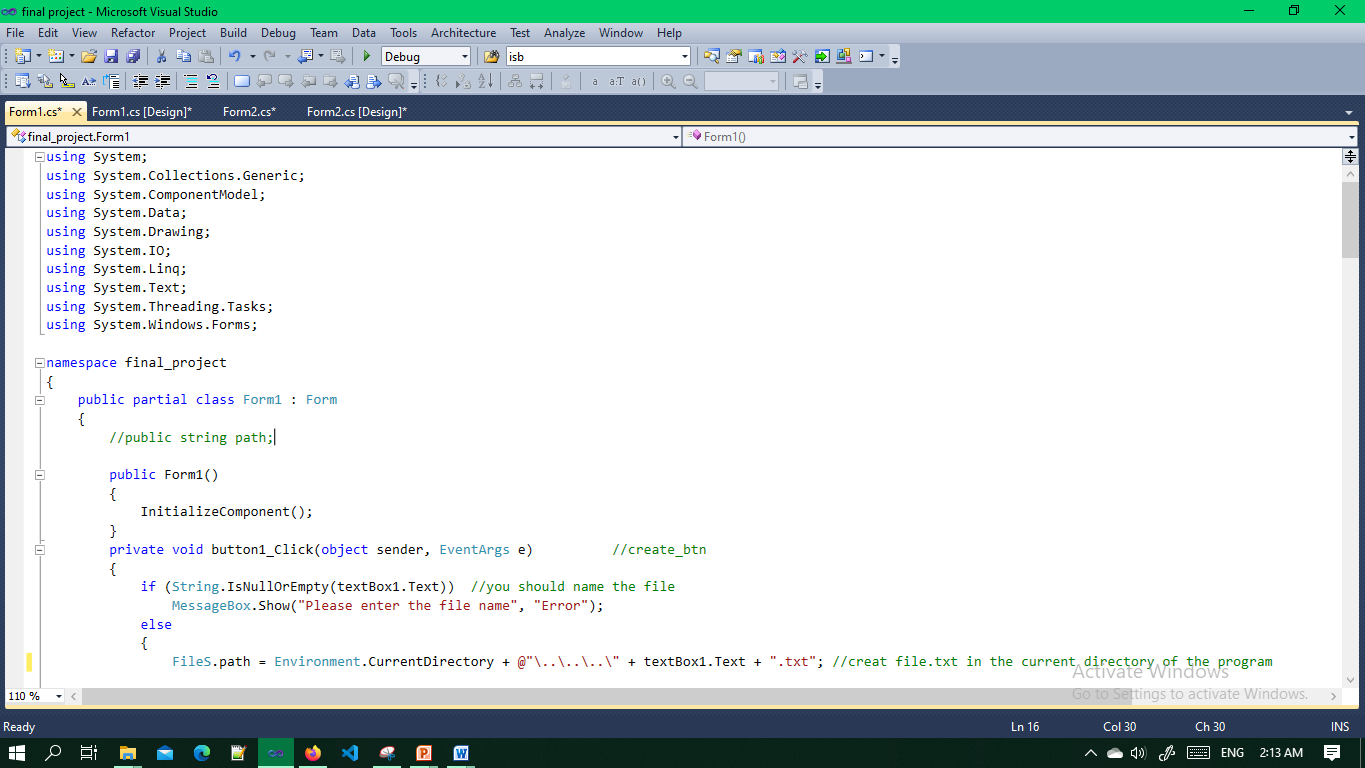 final project - Microsoft Visual Studio
File Edit View Refactor Project Build Debug Team Data Tools Architecture Test Analyze Window Help
Debug isb
a a:T a()
Form1.cs* Form1.cs [Design]* Form2.cs* Form2.cs [Design]*
final_project.Form1 Form1()
using System;
using System.Collections.Generic;
using System.ComponentModel;
using System.Data;
using System.Drawing;
using System.IO;
using System.Linq;
using System.Text;
using System.Threading.Tasks;
using System.Windows.Forms;
namespace final_project
{
public partial class Form1 : Form
{
//public string path;
public Form1()
{
InitializeComponent();
}
private void button1_Click(object sender, EventArgs e) //create_btn
{
if (String.IsNullOrEmpty(textBox1.Text)) //you should name the file
MessageBox.Show("Please enter the file name", "Error");
else
{
FileS.path = Environment.CurrentDirectory + @"\..\..\..\" + textBox1.Text + ".txt"; //creat file.txt in the current directory of the program
Activate Windows
Go to Settings to activate Windows.
110 %
Ready Ln 16 Col 30 Ch 30 INS
ENG 2:13 AM